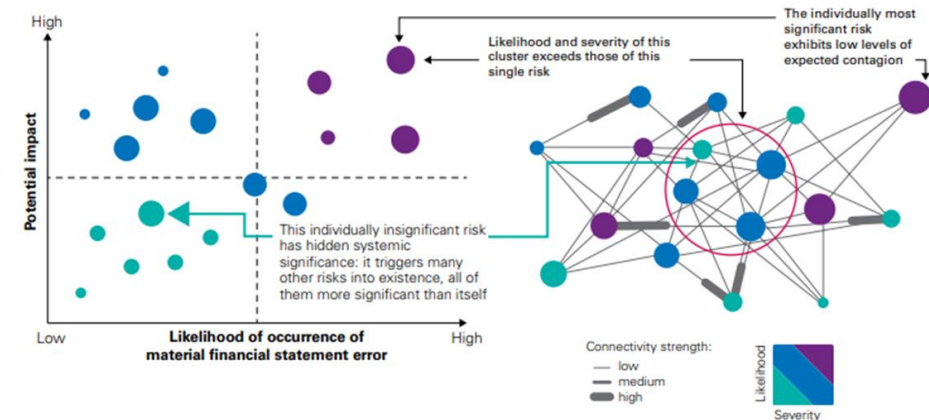 High
Potential impact
Low
Likelihood of occurrence of
material financial statement error
High
This individually insignificant risk
has hidden systemic
significance: it triggers many
other risks into existence, all of
them more significant than itself
Likelihood and severity of this
cluster exceeds those of this
single risk
The individually most
significant risk
exhibits low levels of
expected contagion
Connectivity strength:
low
medium
high
Likelihood
Severity